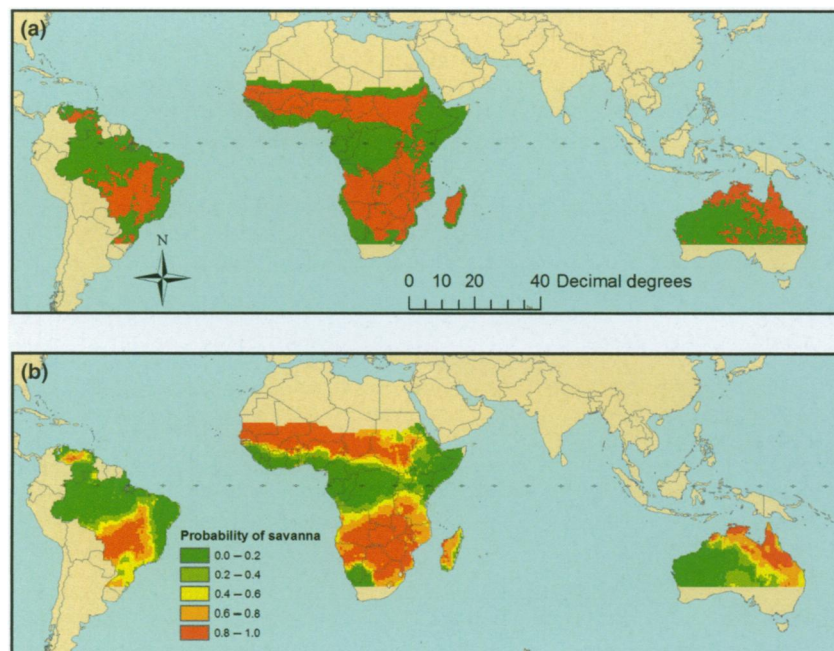 (a)
N
0 10 20 40 Decimal degrees
(b)
Probability of savanna
0.0 – 0.2
0.2 – 0.4
0.4 – 0.6
0.6 – 0.8
0.8 – 1.0